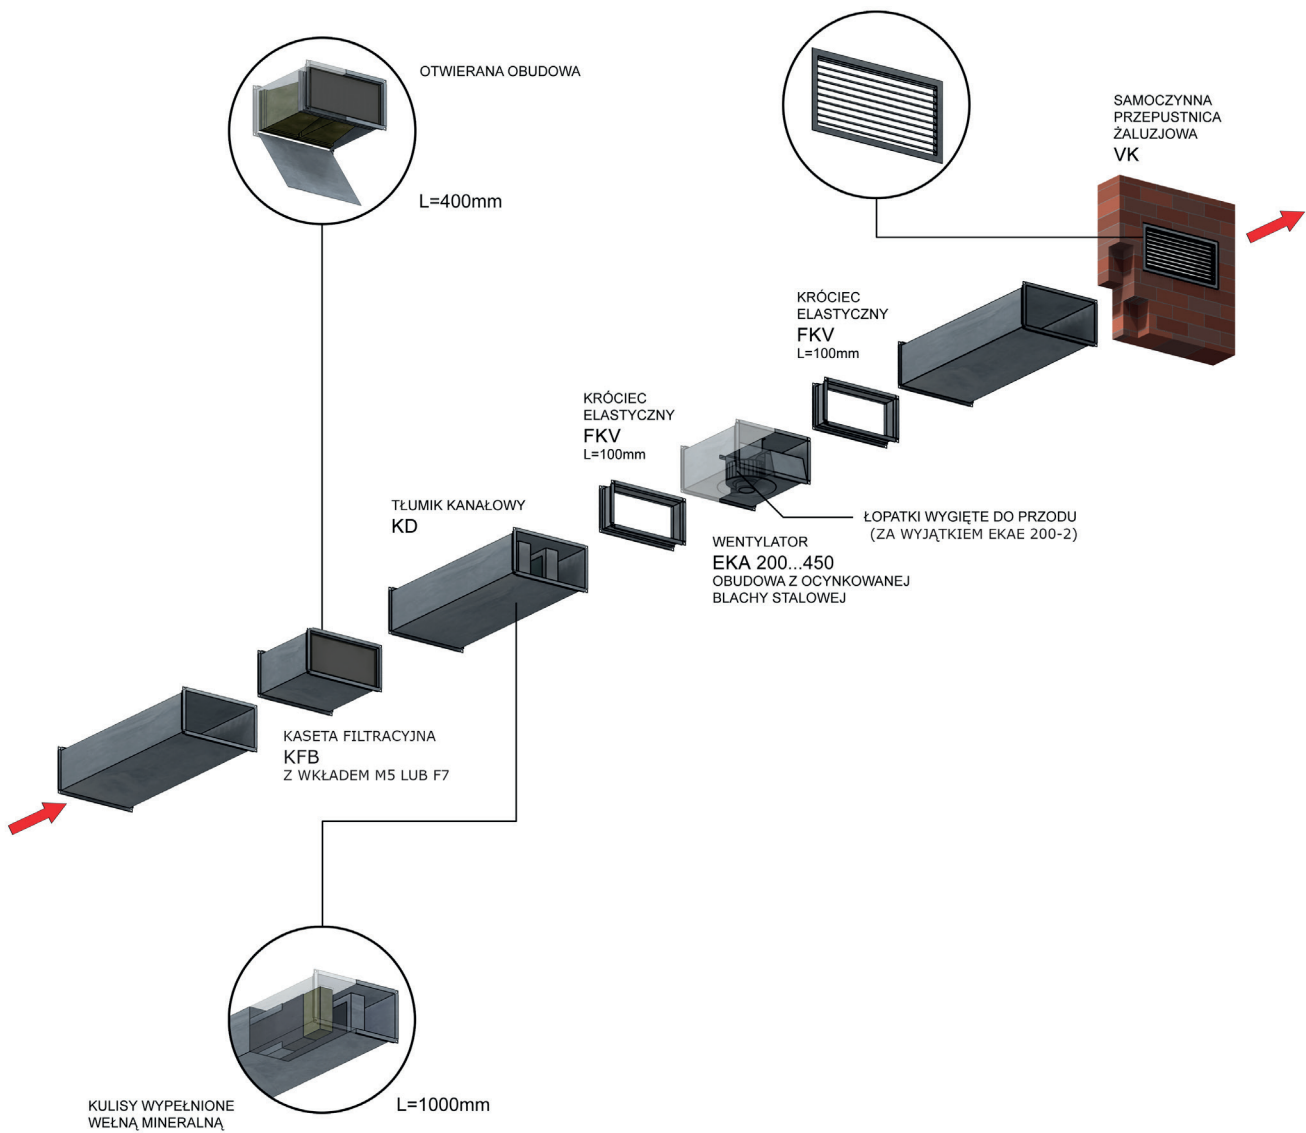 OTWIERANA OBUDOWA
L=400mm
SAMOCZYNNA
PRZEPUSTNICA
ŻALUZJOWA
VK
KRÓCIEC
ELASTYCZNY
FKV
L=100mm
KRÓCIEC
ELASTYCZNY
FKV
L=100mm
TŁUMIK KANAŁOWY
KD
ŁOPATKI WYGIĘTE DO PRZODU
(ZA WYJĄTKIEM EKAE 200-2)
WENTYLATOR
EKA 200...450
OBUDOWA Z OCYNKOWANEJ
BLACHY STALOWEJ
KASETA FILTRACYJNA
KFB
Z WKŁADEM M5 LUB F7
L=1000mm
KULISY WYPEŁNIONE
WEŁNĄ MINERALNĄ